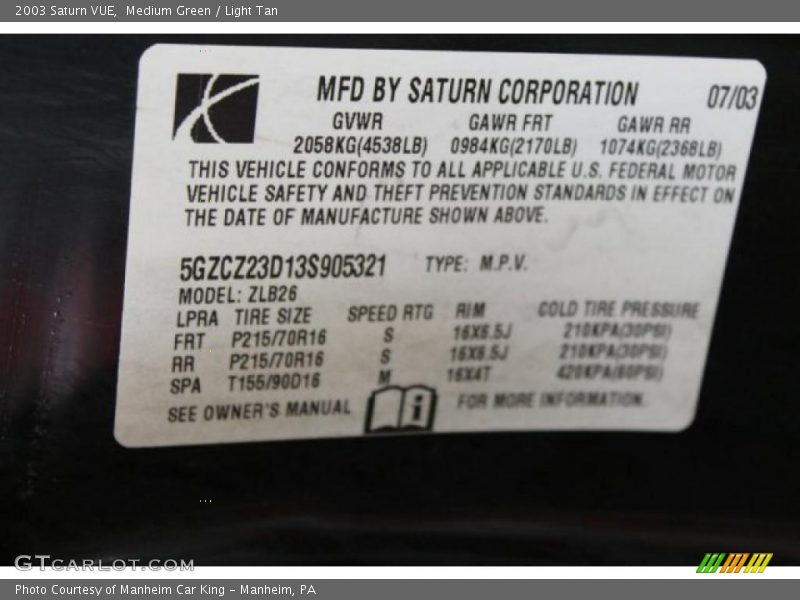 2003 Saturn VUE, Medium Green / Light Tan
MFD BY SATURN CORPORATION 07/03
GVWR GAWR FRT GAWR RR
2058KG(4538LB) 0984KG(2170LB) 1074KG(2368LB)
THIS VEHICLE CONFORMS TO ALL APPLICABLE U.S. FEDERAL MOTOR
VEHICLE SAFETY AND THEFT PREVENTION STANDARDS IN EFFECT ON
THE DATE OF MANUFACTURE SHOWN ABOVE.
5GZCZ23D13S905321 TYPE: M.P.V.
MODEL: ZLB26
LPRA TIRE SIZE SPEED RTG RIM COLD TIRE PRESSURE
FRT P215/70R16 S 16X6.5J 210KPA(30PSI)
RR P215/70R16 S 16X6.5J 210KPA(30PSI)
SPA T155/90D16 M 16X4T 420KPA(60PSI)
SEE OWNER'S MANUAL i FOR MORE INFORMATION.
GTCARLOT.COM
Photo Courtesy of Manheim Car King - Manheim, PA